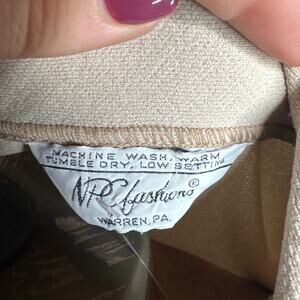 MACHINE WASH, WARM
TUMBLE DRY, LOW SETTING
NPC fashions®
WARREN, PA.